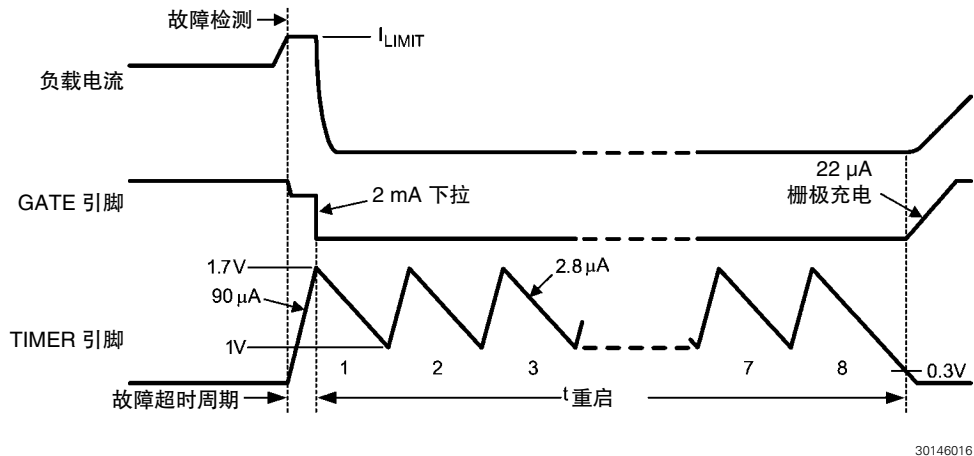 故障检测
I_LIMIT
负载电流
22 μA
栅极充电
GATE 引脚
2 mA 下拉
1.7V
2.8 μA
90 μA
TIMER 引脚
1V
1 2 3 7 8
0.3V
故障超时周期
t重启
30146016